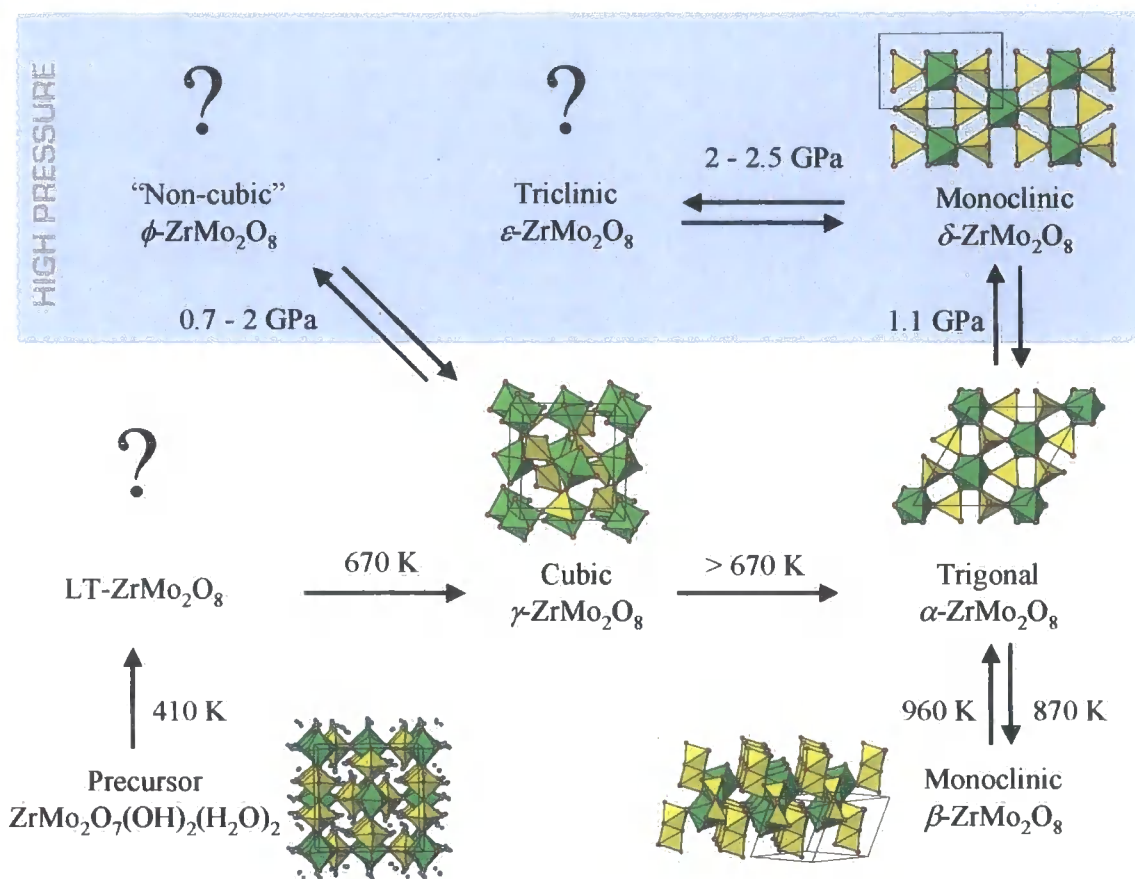 HIGH PRESSURE
?
“Non-cubic”
ϕ-ZrMo₂O₈
?
Triclinic
ε-ZrMo₂O₈
2 - 2.5 GPa
Monoclinic
δ-ZrMo₂O₈
0.7 - 2 GPa
1.1 GPa
?
LT-ZrMo₂O₈
670 K
Cubic
γ-ZrMo₂O₈
> 670 K
Trigonal
α-ZrMo₂O₈
410 K
960 K
870 K
Precursor
ZrMo₂O₇(OH)₂(H₂O)₂
Monoclinic
β-ZrMo₂O₈